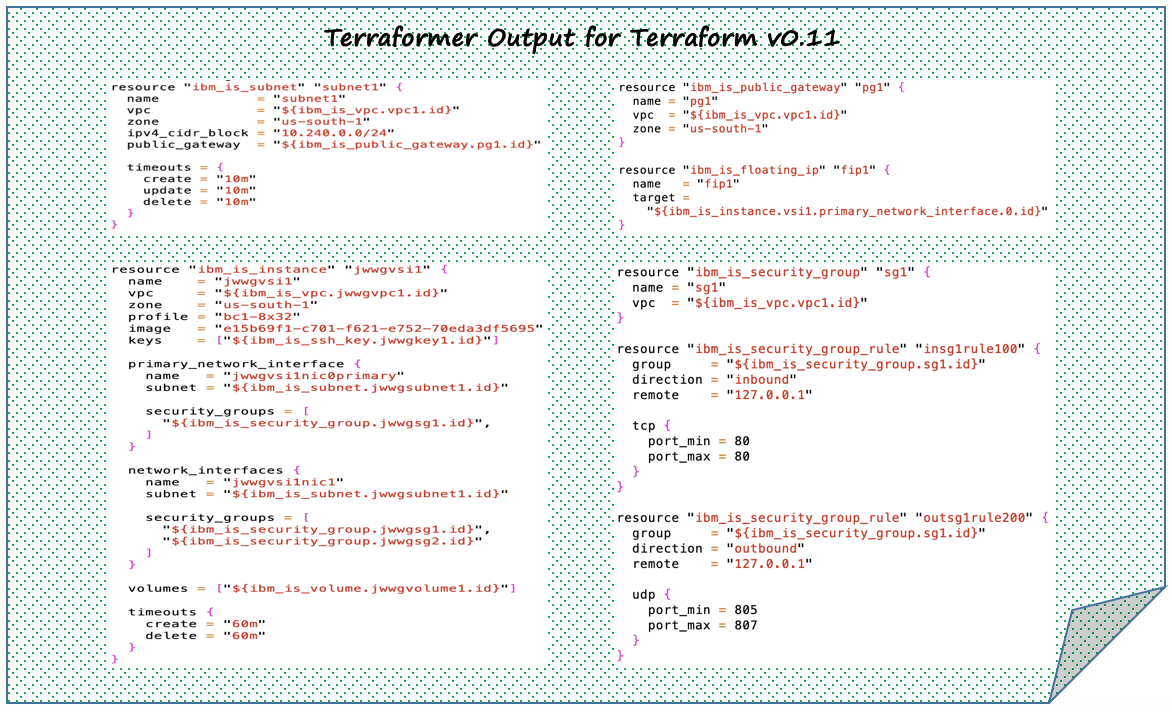 Terraformer Output for Terraform v0.11
resource "ibm_is_subnet" "subnet1" {
  name            = "subnet1"
  vpc             = "${ibm_is_vpc.vpc1.id}"
  zone            = "us-south-1"
  ipv4_cidr_block = "10.240.0.0/24"
  public_gateway  = "${ibm_is_public_gateway.pg1.id}"
  timeouts = {
    create = "10m"
    update = "10m"
    delete = "10m"
  }
}
resource "ibm_is_instance" "jwwgvsi1" {
  name    = "jwwgvsi1"
  vpc     = "${ibm_is_vpc.jwwgvpc1.id}"
  zone    = "us-south-1"
  profile = "bc1-8x32"
  image   = "e15b69f1-c701-f621-e752-70eda3df5695"
  keys    = ["${ibm_is_ssh_key.jwwgkey1.id}"]
  primary_network_interface {
    name   = "jwwgvsi1nic0primary"
    subnet = "${ibm_is_subnet.jwwgsubnet1.id}"
    security_groups = [
      "${ibm_is_security_group.jwwgsg1.id}",
    ]
  }
  network_interfaces {
    name   = "jwwgvsi1nic1"
    subnet = "${ibm_is_subnet.jwwgsubnet1.id}"
    security_groups = [
      "${ibm_is_security_group.jwwgsg1.id}",
      "${ibm_is_security_group.jwwgsg2.id}"
    ]
  }
  volumes = ["${ibm_is_volume.jwwgvolume1.id}"]
  timeouts {
    create = "60m"
    delete = "60m"
  }
}
resource "ibm_is_public_gateway" "pg1" {
  name = "pg1"
  vpc  = "${ibm_is_vpc.vpc1.id}"
  zone = "us-south-1"
}
resource "ibm_is_floating_ip" "fip1" {
  name   = "fip1"
  target =
    "${ibm_is_instance.vsi1.primary_network_interface.0.id}"
}
resource "ibm_is_security_group" "sg1" {
  name = "sg1"
  vpc  = "${ibm_is_vpc.vpc1.id}"
}
resource "ibm_is_security_group_rule" "insg1rule100" {
  group     = "${ibm_is_security_group.sg1.id}"
  direction = "inbound"
  remote    = "127.0.0.1"
  tcp {
    port_min = 80
    port_max = 80
  }
}
resource "ibm_is_security_group_rule" "outsg1rule200" {
  group     = "${ibm_is_security_group.sg1.id}"
  direction = "outbound"
  remote    = "127.0.0.1"
  udp {
    port_min = 805
    port_max = 807
  }
}